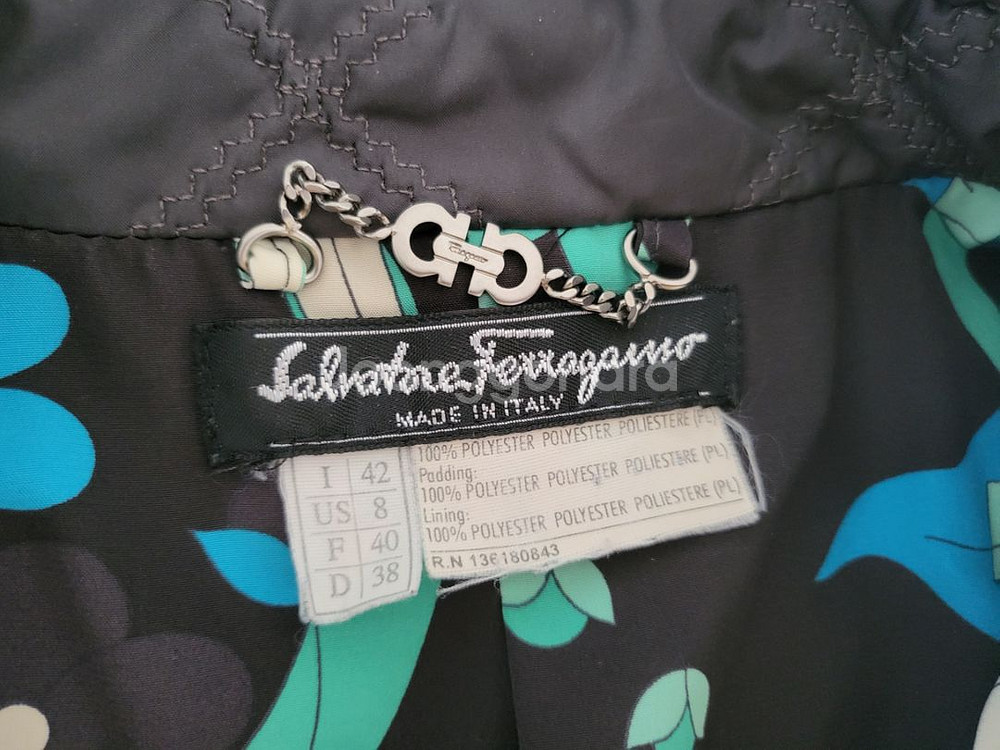 Salvatore Ferragamo
MADE IN ITALY
I 42
US 8
F 40
D 38
100% POLYESTER POLYESTER POLIESTERE (PL)
Padding:
100% POLYESTER POLYESTER POLIESTERE (PL)
Lining:
100% POLYESTER POLYESTER POLIESTERE (PL)
R.N 136180843